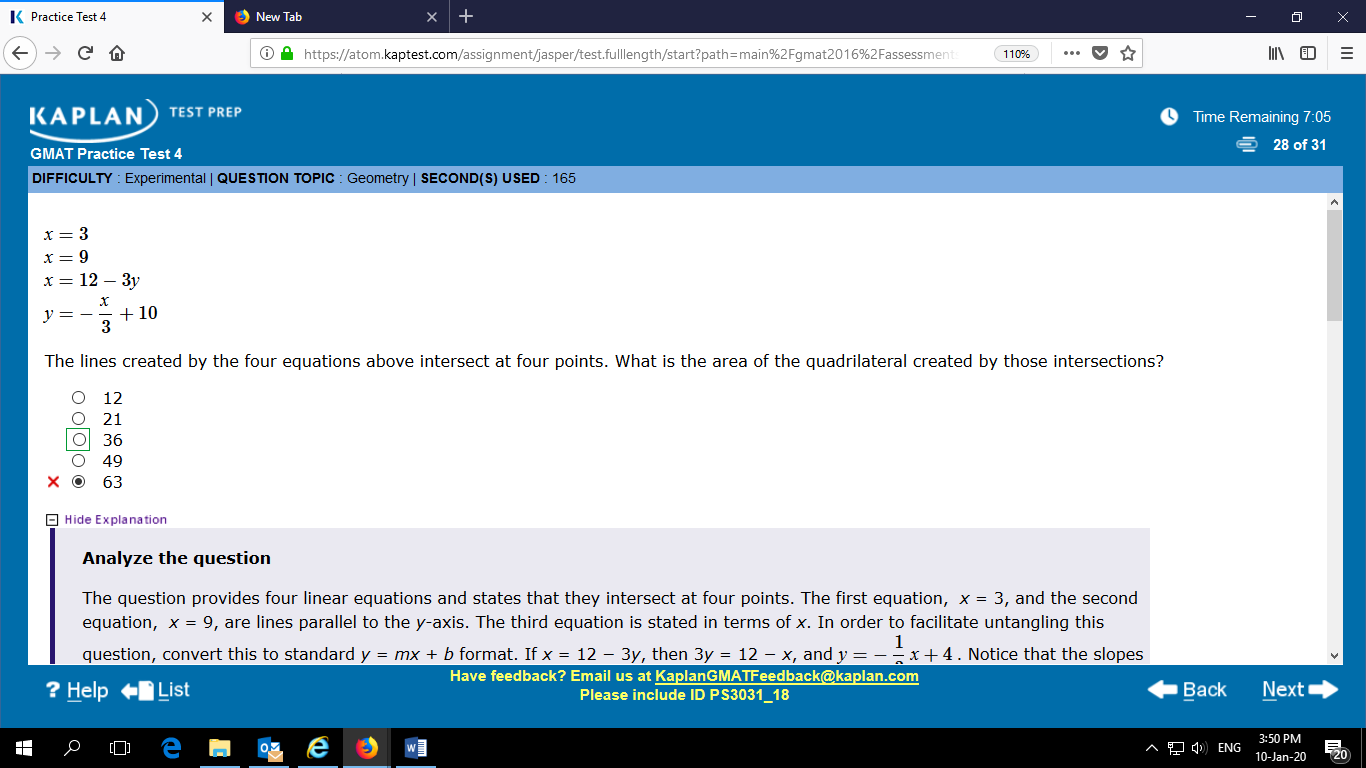 Practice Test 4
New Tab
https://atom.kaptest.com/assignment/jasper/test.fulllength/start?path=main%2Fgmat2016%2Fassessment
110%
KAPLAN TEST PREP
Time Remaining 7:05
28 of 31
GMAT Practice Test 4
DIFFICULTY : Experimental | QUESTION TOPIC : Geometry | SECOND(S) USED : 165
x = 3
x = 9
x = 12 − 3y
y = − x/3 + 10
The lines created by the four equations above intersect at four points. What is the area of the quadrilateral created by those intersections?
12
21
36
49
63
Hide Explanation
Analyze the question
The question provides four linear equations and states that they intersect at four points. The first equation, x = 3, and the second
equation, x = 9, are lines parallel to the y-axis. The third equation is stated in terms of x. In order to facilitate untangling this
question, convert this to standard y = mx + b format. If x = 12 − 3y, then 3y = 12 − x, and y = − 1/3 x + 4 . Notice that the slopes
Have feedback? Email us at KaplanGMATFeedback@kaplan.com
Please include ID PS3031_18
? Help
List
Back
Next
ENG
3:50 PM
10-Jan-20
20